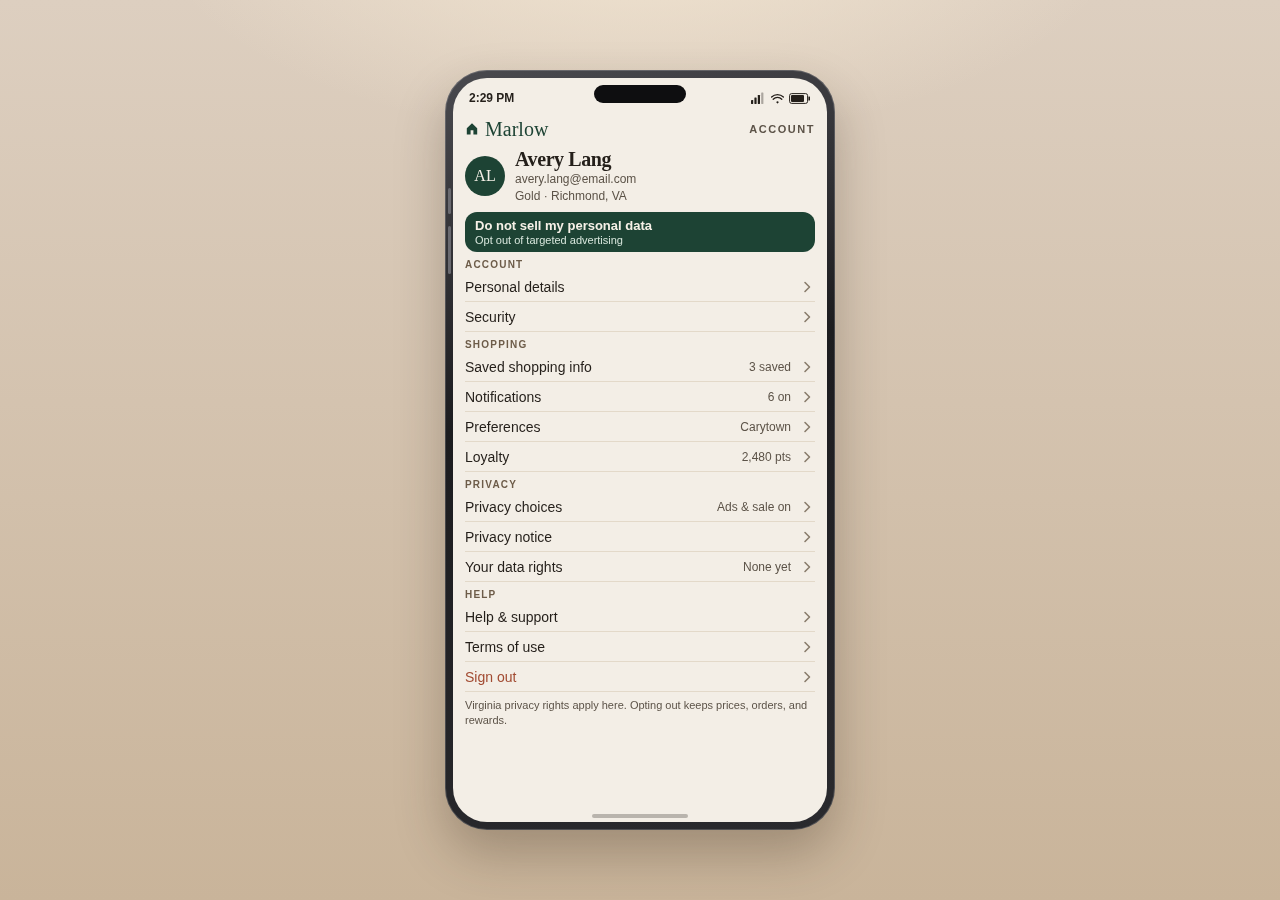 2:29 PM
Marlow
ACCOUNT
AL
Avery Lang
avery.lang@email.com
Gold · Richmond, VA
Do not sell my personal data
Opt out of targeted advertising
ACCOUNT
Personal details
Security
SHOPPING
Saved shopping info 3 saved
Notifications 6 on
Preferences Carytown
Loyalty 2,480 pts
PRIVACY
Privacy choices Ads & sale on
Privacy notice
Your data rights None yet
HELP
Help & support
Terms of use
Sign out
Virginia privacy rights apply here. Opting out keeps prices, orders, and
rewards.